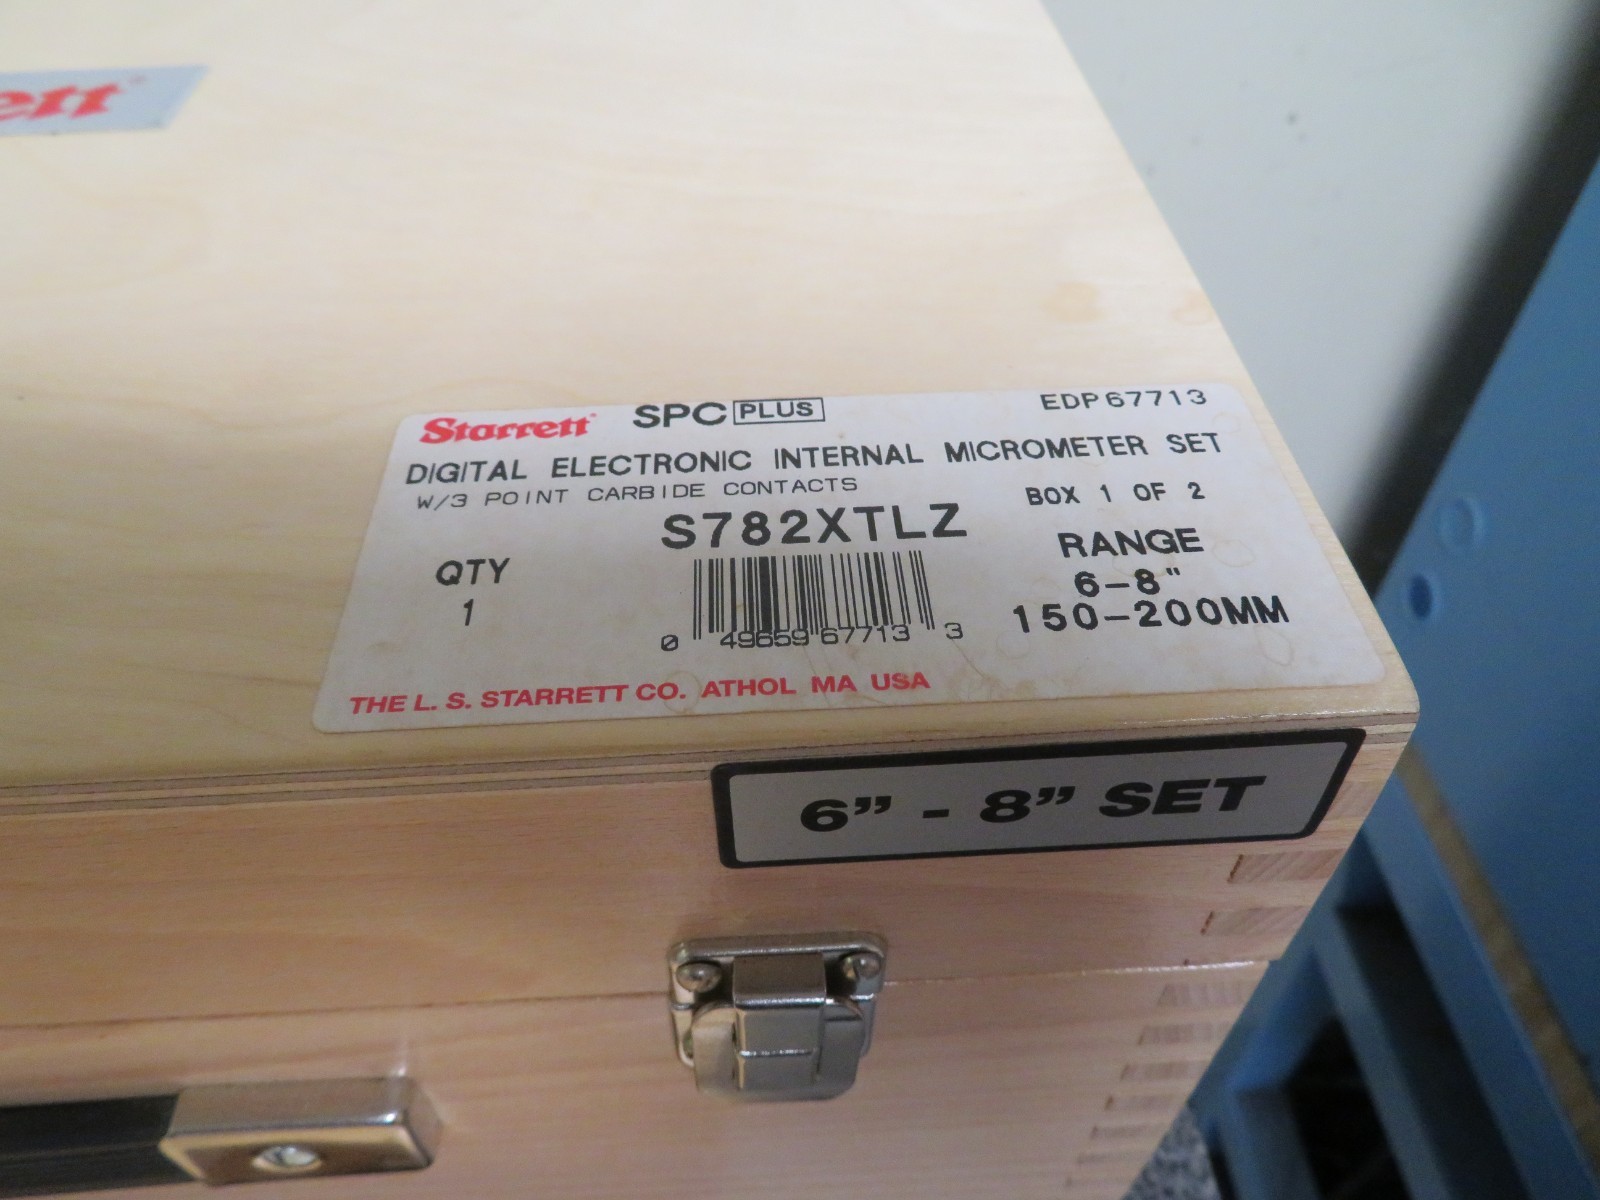 Starrett SPC PLUS EDP67713
DIGITAL ELECTRONIC INTERNAL MICROMETER SET
W/3 POINT CARBIDE CONTACTS BOX 1 OF 2
S782XTLZ
QTY
1
RANGE
6-8"
150-200MM
0 49659 67713 3
THE L. S. STARRETT CO. ATHOL MA USA
6” - 8” SET